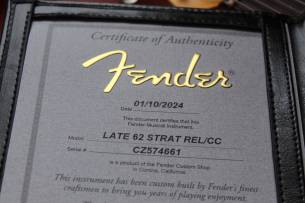 Certificate of Authenticity
Fender®
Date 01/10/2024
This document certifies that this
Fender Musical Instrument,
Model LATE 62 STRAT REL/CC
Serial # CZ574661
is a product of the Fender Custom Shop
in Corona, California.
This instrument has been custom built by Fender's finest
craftsmen to bring you years of playing enjoyment.